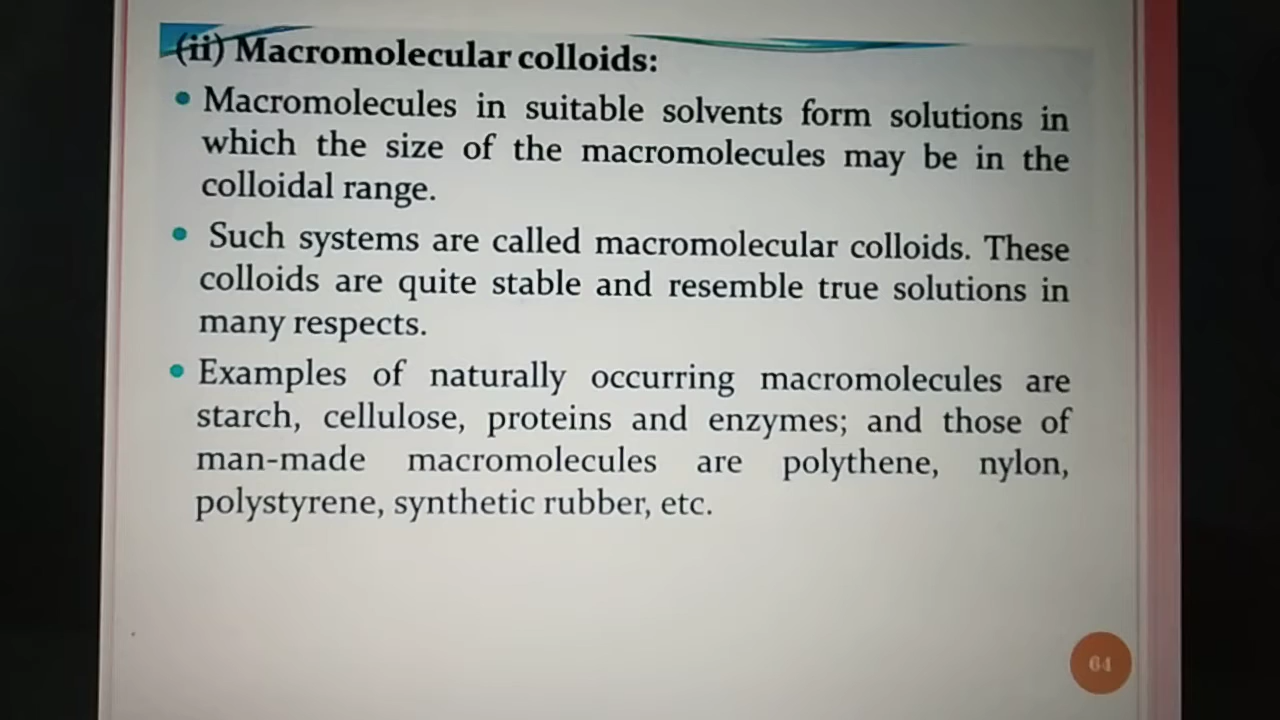 (ii) Macromolecular colloids:
• Macromolecules in suitable solvents form solutions in
which the size of the macromolecules may be in the
colloidal range.
• Such systems are called macromolecular colloids. These
colloids are quite stable and resemble true solutions in
many respects.
• Examples of naturally occurring macromolecules are
starch, cellulose, proteins and enzymes; and those of
man-made macromolecules are polythene, nylon,
polystyrene, synthetic rubber, etc.
64